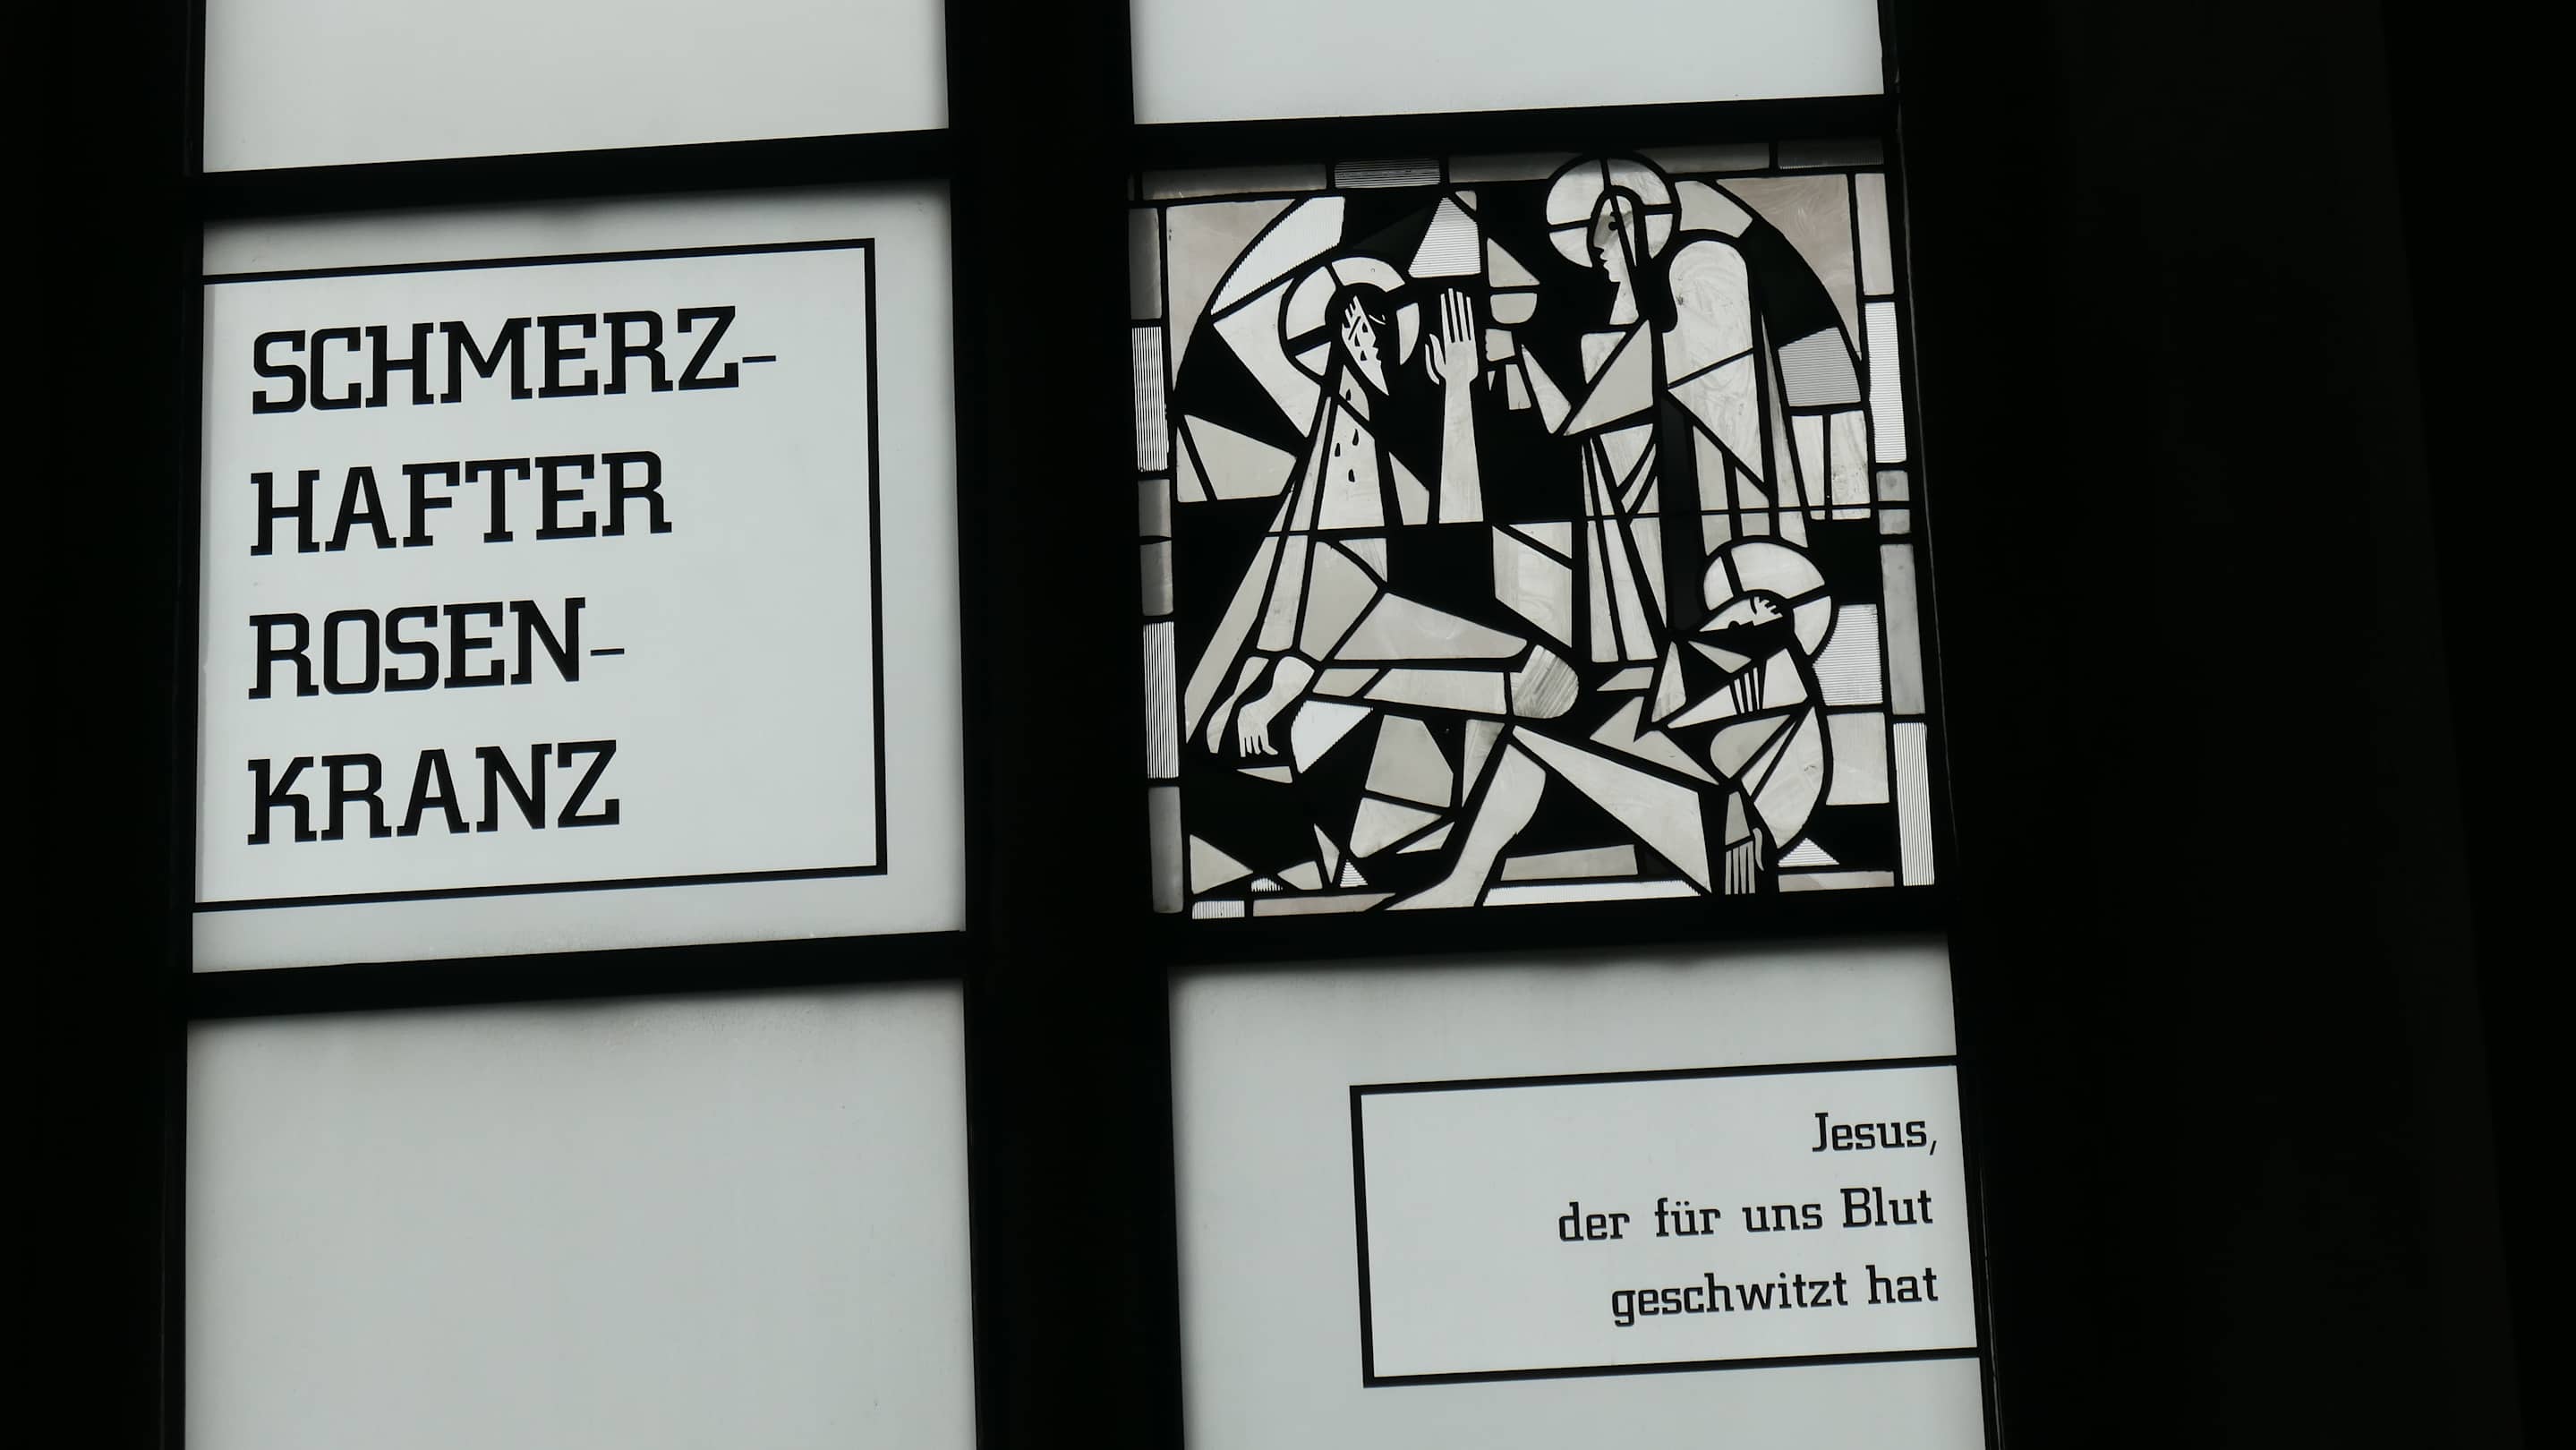 SCHMERZ-
HAFTER
ROSEN-
KRANZ
Jesus,
der für uns Blut
geschwitzt hat